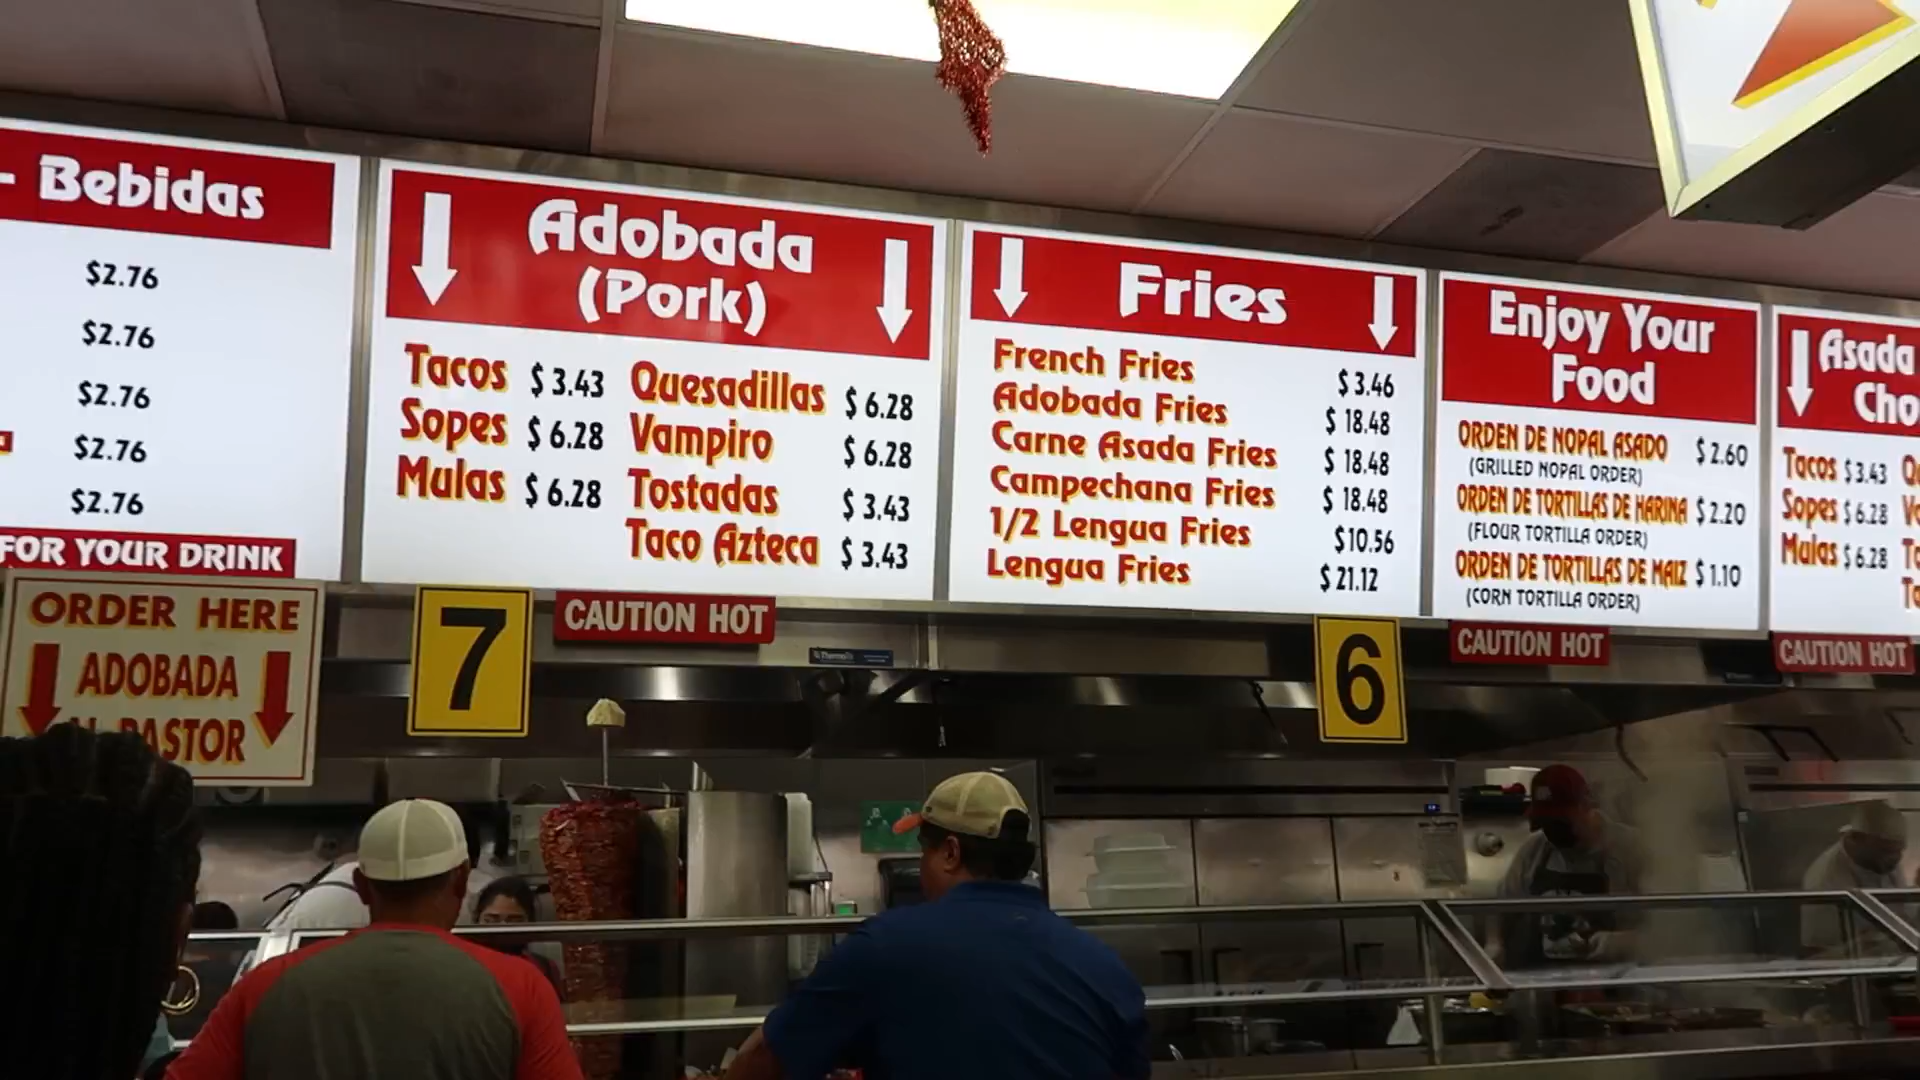 - Bebidas
$2.76
$2.76
$2.76
$2.76
$2.76
FOR YOUR DRINK
ORDER HERE
ADOBADA
AL PASTOR
Adobada
(Pork)
Tacos $3.43
Sopes $6.28
Mulas $6.28
Quesadillas $6.28
Vampiro $6.28
Tostadas $3.43
Taco Azteca $3.43
7
CAUTION HOT
Fries
French Fries $3.46
Adobada Fries $18.48
Carne Asada Fries $18.48
Campechana Fries $18.48
1/2 Lengua Fries $10.56
Lengua Fries $21.12
6
Enjoy Your
Food
ORDEN DE NOPAL ASADO $2.60
(GRILLED NOPAL ORDER)
ORDEN DE TORTILLAS DE HARINA $2.20
(FLOUR TORTILLA ORDER)
ORDEN DE TORTILLAS DE MAIZ $1.10
(CORN TORTILLA ORDER)
CAUTION HOT
Asada
Cho
Tacos $3.43
Sopes $6.28
Mulas $6.28
CAUTION HOT